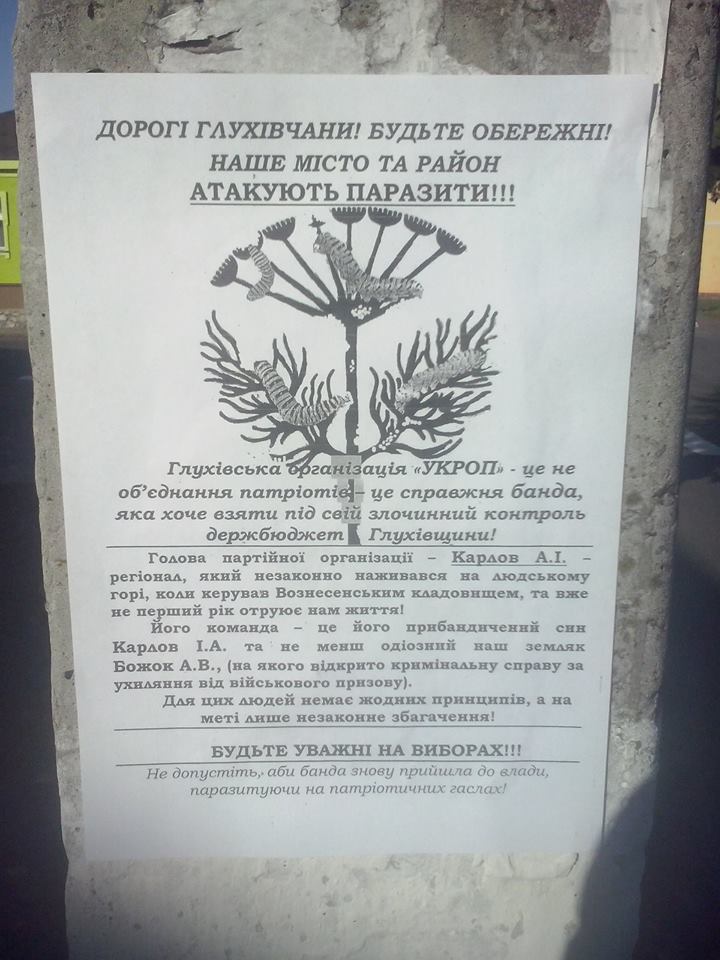 ДОРОГІ ГЛУХІВЧАНИ! БУДЬТЕ ОБЕРЕЖНІ!
НАШЕ МІСТО ТА РАЙОН
АТАКУЮТЬ ПАРАЗИТИ!!!
Глухівська організація «УКРОП» - це не
об’єднання патріотів – це справжня банда,
яка хоче взяти під свій злочинний контроль
держбюджет Глухівщини!
Голова партійної організації – Карлов А.І. –
регіонал, який незаконно наживався на людському
горі, коли керував Вознесенським кладовищем, та вже
не перший рік отруює нам життя!
Його команда – це його прибандичений син
Карлов І.А. та не менш одіозний наш земляк
Божок А.В., (на якого відкрито кримінальну справу за
ухиляння від військового призову).
Для цих людей немає жодних принципів, а на
меті лише незаконне збагачення!
БУДЬТЕ УВАЖНІ НА ВИБОРАХ!!!
Не допустіть, аби банда знову прийшла до влади,
паразитуючи на патріотичних гаслах!